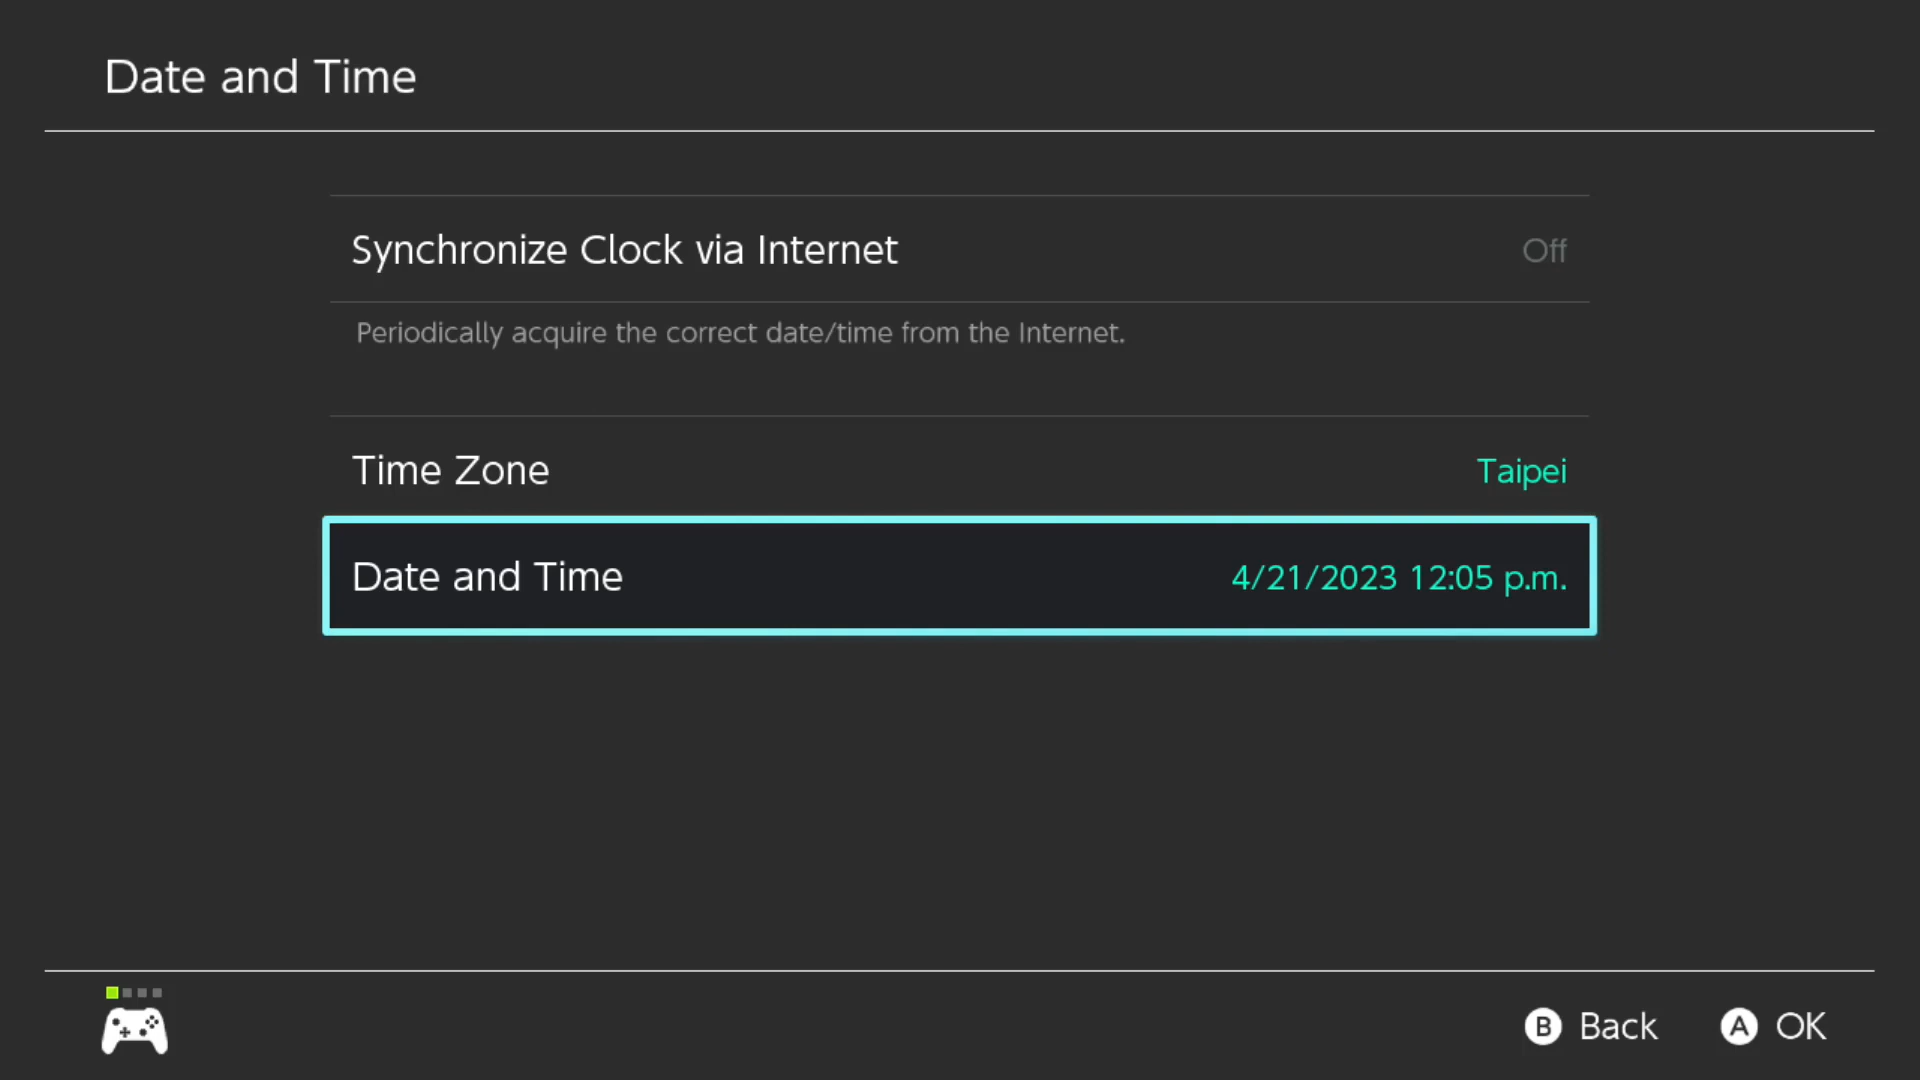 Date and Time
Synchronize Clock via Internet Off
Periodically acquire the correct date/time from the Internet.
Time Zone Taipei
Date and Time 4/21/2023 12:05 p.m.
B Back A OK